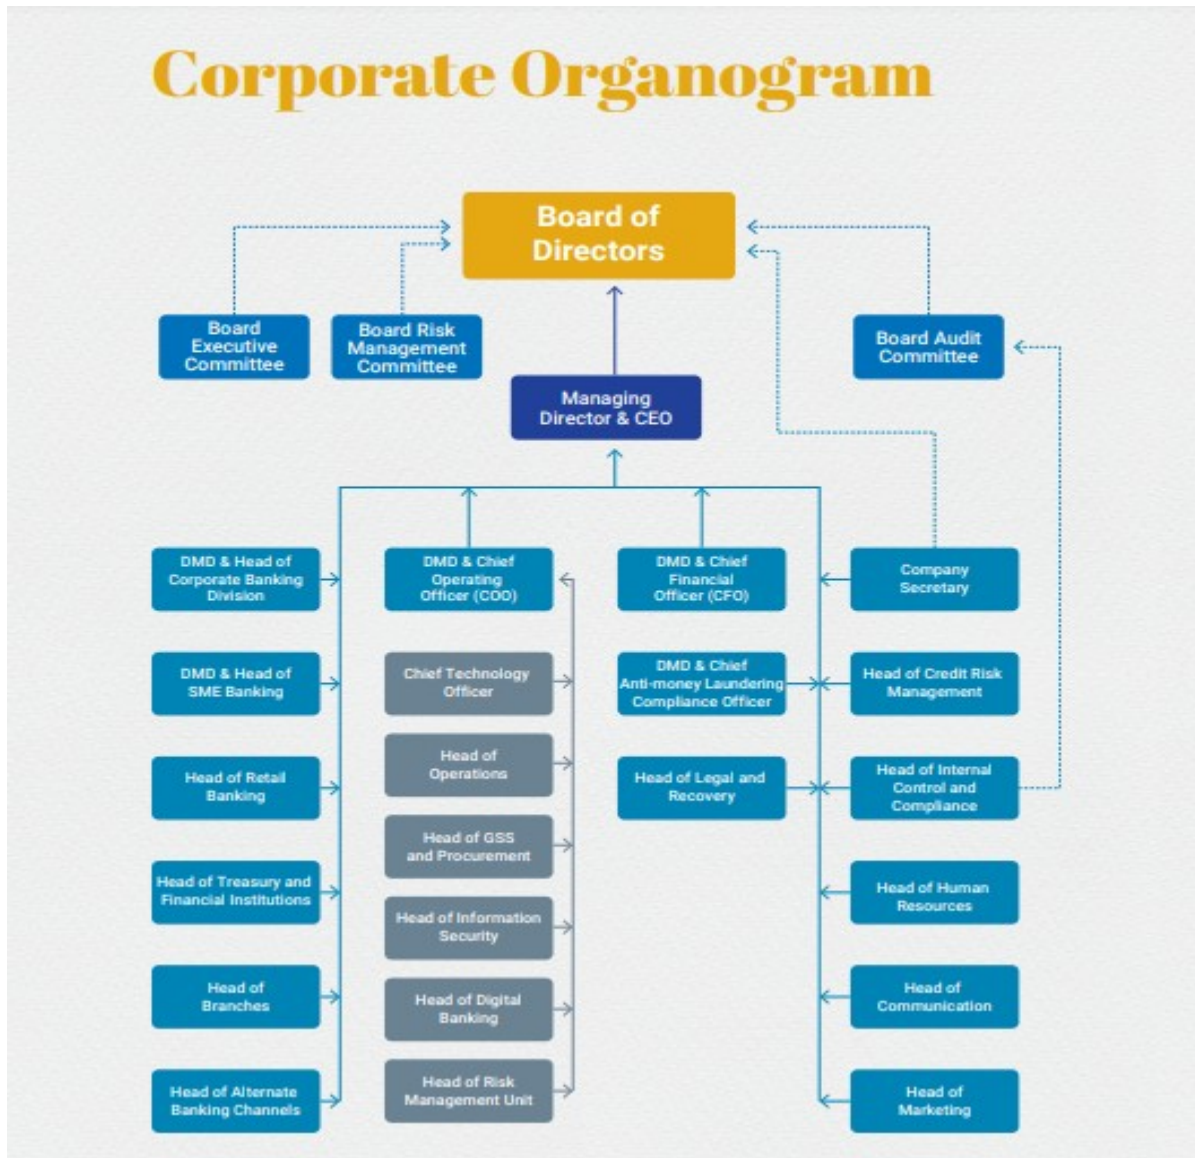 Corporate Organogram
Board of
Directors
Board
Executive
Committee
Board Risk
Management
Committee
Board Audit
Committee
Managing
Director & CEO
DMD & Head of
Corporate Banking
Division
DMD & Chief
Operating
Officer (COO)
DMD & Chief
Financial
Officer (CFO)
Company
Secretary
DMD & Head of
SME Banking
Chief Technology
Officer
DMD & Chief
Anti-money Laundering
Compliance Officer
Head of Credit Risk
Management
Head of Retail
Banking
Head of
Operations
Head of Legal and
Recovery
Head of Internal
Control and
Compliance
Head of GSS
and Procurement
Head of Treasury and
Financial Institutions
Head of Information
Security
Head of Human
Resources
Head of
Branches
Head of Digital
Banking
Head of
Communication
Head of Alternate
Banking Channels
Head of Risk
Management Unit
Head of
Marketing